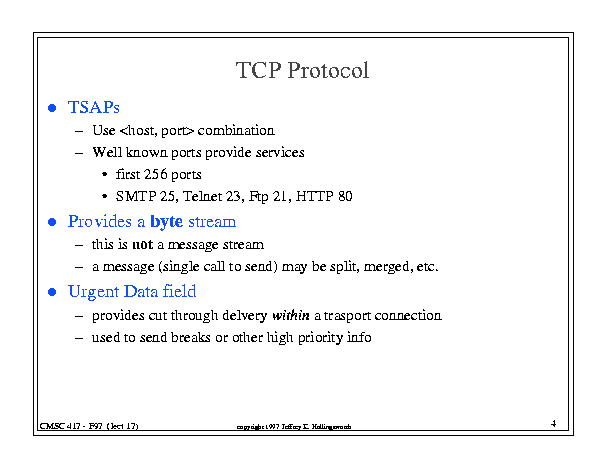 TCP Protocol
● TSAPs
– Use <host, port> combination
– Well known ports provide services
• first 256 ports
• SMTP 25, Telnet 23, Ftp 21, HTTP 80
● Provides a byte stream
– this is not a message stream
– a message (single call to send) may be split, merged, etc.
● Urgent Data field
– provides cut through delvery within a trasport connection
– used to send breaks or other high priority info
CMSC 417 - F97 (lect 17)
copyright 1997 Jeffrey K. Hollingsworth
4